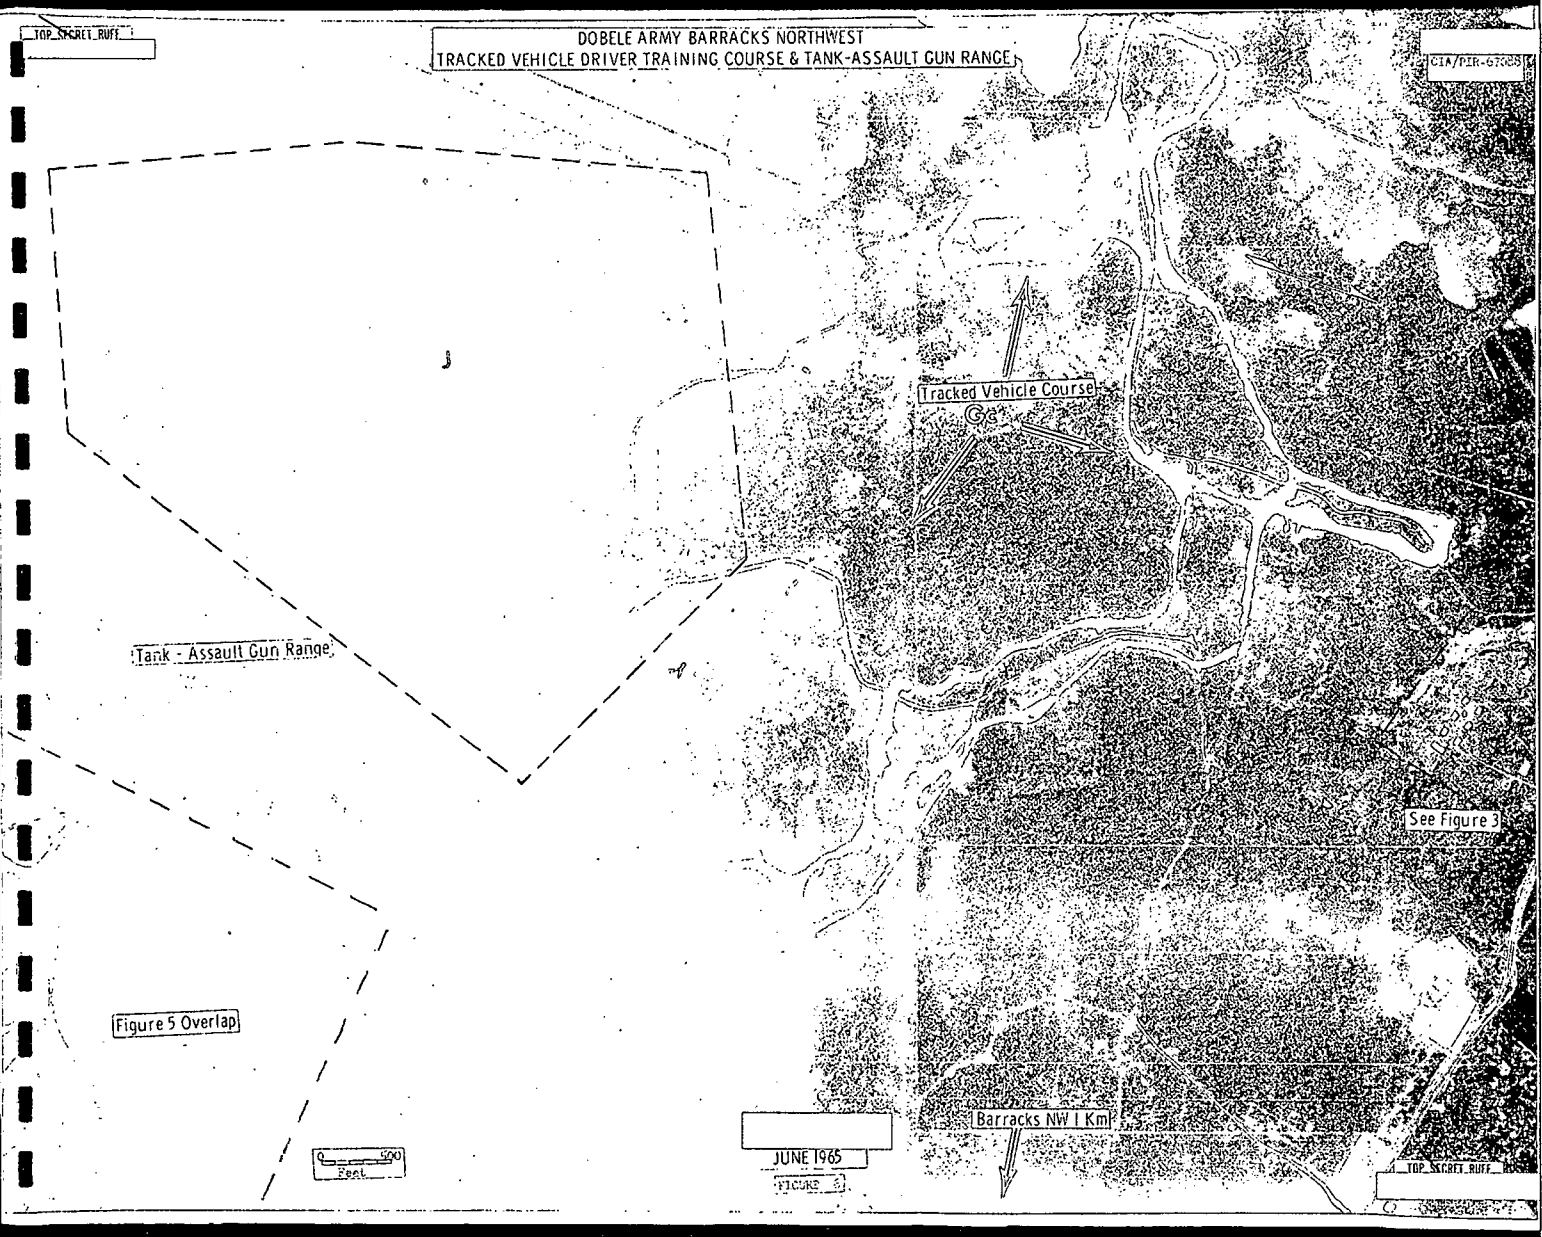 TOP SECRET RUFF
DOBELE ARMY BARRACKS NORTHWEST
TRACKED VEHICLE DRIVER TRAINING COURSE & TANK-ASSAULT GUN RANGE
Tracked Vehicle Course
Tank - Assault Gun Range
See Figure 3
Figure 5 Overlap
Barracks NW 1 Km
0 500
Feet
JUNE 1965
FIGURE
TOP SECRET RUFF